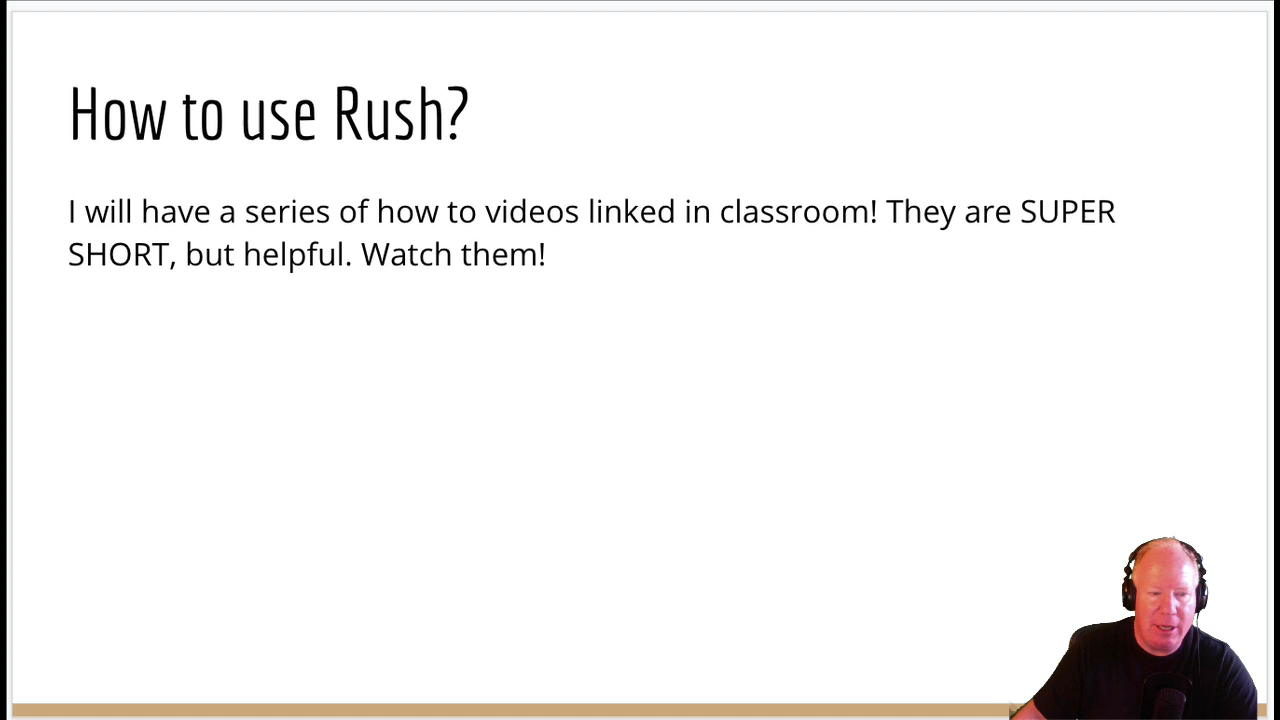 How to use Rush?
I will have a series of how to videos linked in classroom! They are SUPER
SHORT, but helpful. Watch them!